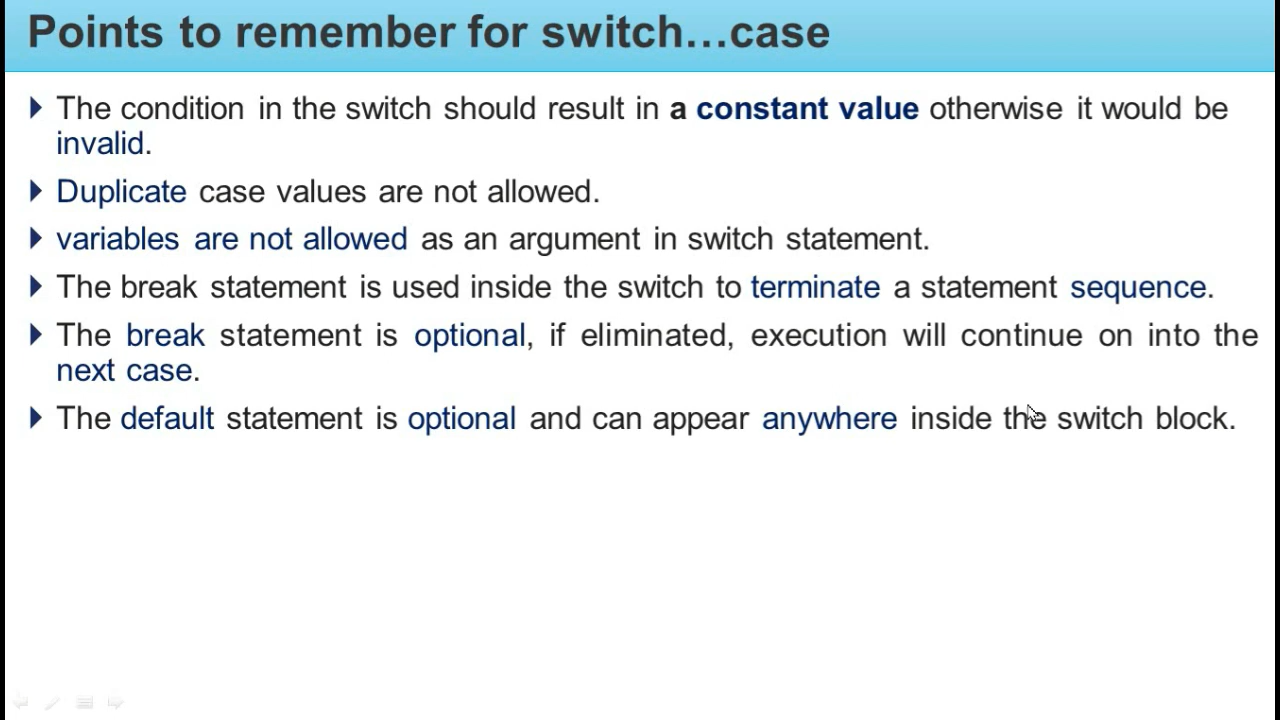 Points to remember for switch…case
The condition in the switch should result in a constant value otherwise it would be
invalid.
Duplicate case values are not allowed.
variables are not allowed as an argument in switch statement.
The break statement is used inside the switch to terminate a statement sequence.
The break statement is optional, if eliminated, execution will continue on into the
next case.
The default statement is optional and can appear anywhere inside the switch block.